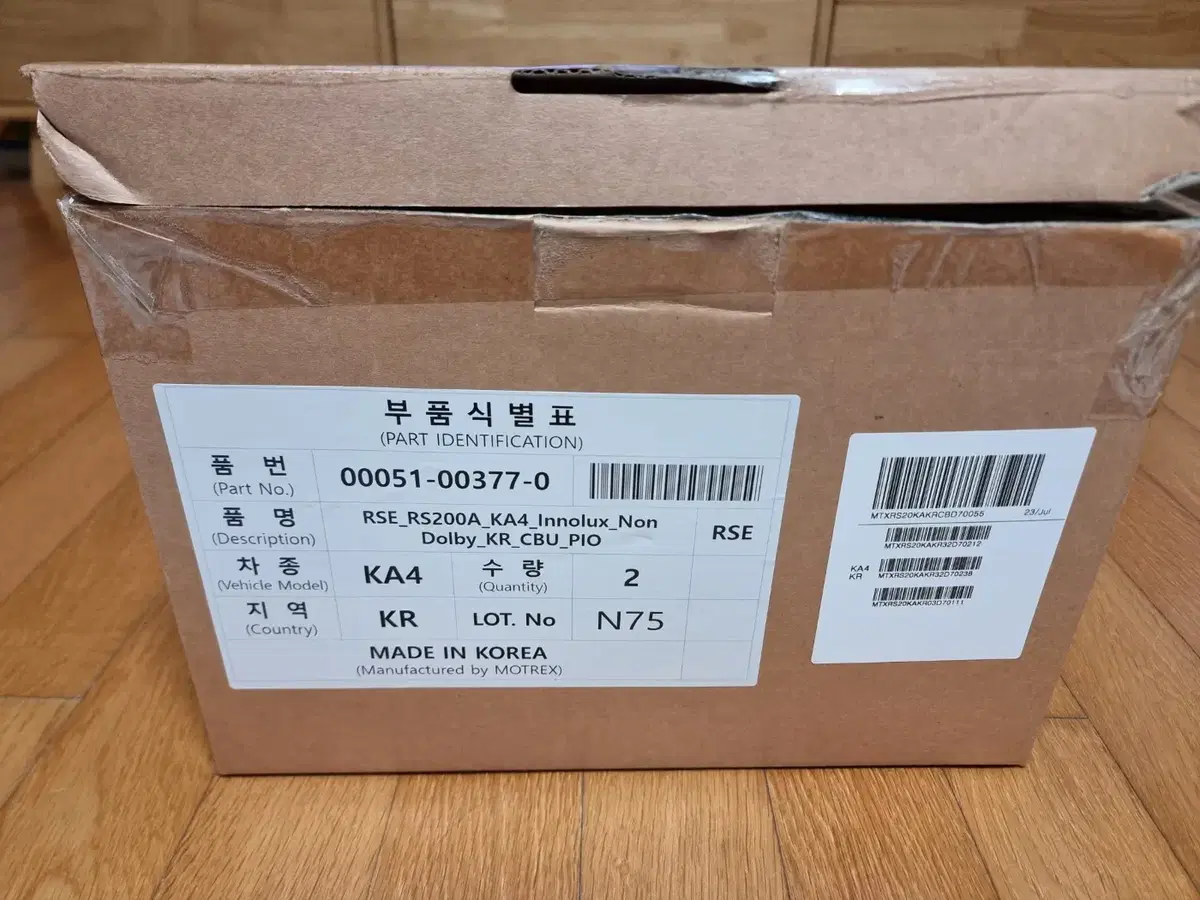 부품식별표
(PART IDENTIFICATION)
품 번
(Part No.)
00051-00377-0
품 명
(Description)
RSE_RS200A_KA4_Innolux_Non
Dolby_KR_CBU_PIO
RSE
차 종
(Vehicle Model)
KA4
수 량
(Quantity)
2
지 역
(Country)
KR
LOT. No
N75
MADE IN KOREA
(Manufactured by MOTREX)
MTXRS20KAKRCBD70055
23/Jul
MTXRS20KAKR32D70212
KA4
KR
MTXRS20KAKR32D70238
MTXRS20KAKR03D70111